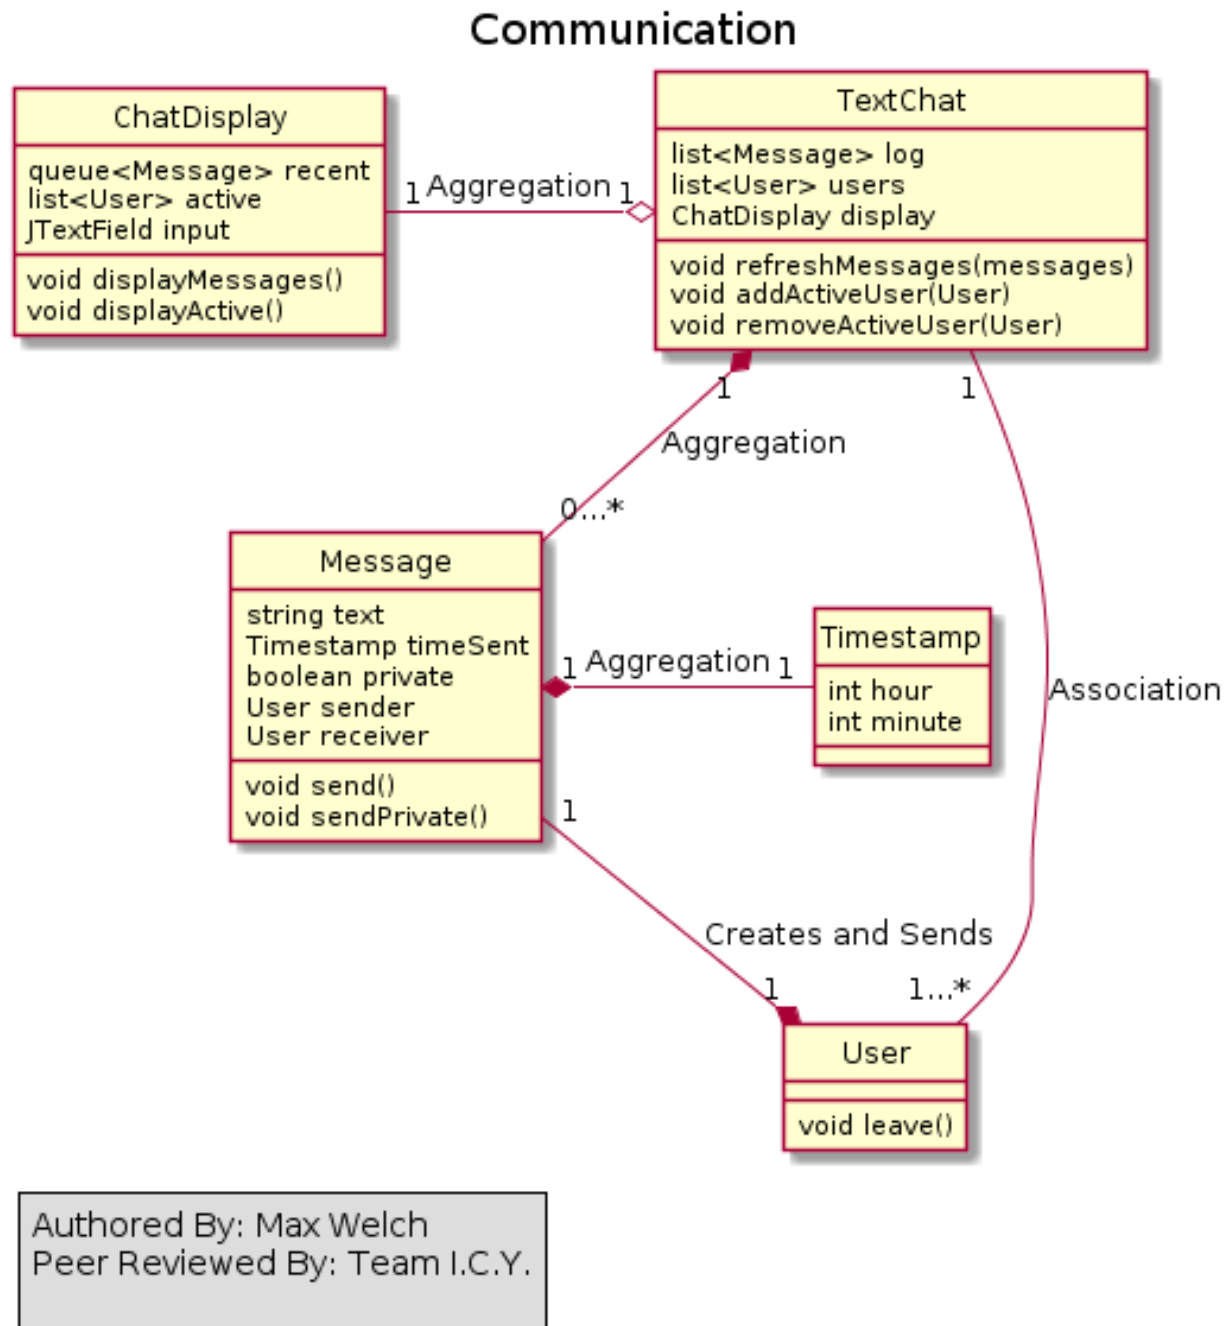 Communication
ChatDisplay
queue<Message> recent
list<User> active
JTextField input
void displayMessages()
void displayActive()
1 Aggregation 1
TextChat
list<Message> log
list<User> users
ChatDisplay display
void refreshMessages(messages)
void addActiveUser(User)
void removeActiveUser(User)
1
1
Aggregation
0...*
Message
string text
Timestamp timeSent
boolean private
User sender
User receiver
void send()
void sendPrivate()
1 Aggregation 1
Timestamp
int hour
int minute
Association
1
Creates and Sends
1
1...*
User
void leave()
Authored By: Max Welch
Peer Reviewed By: Team I.C.Y.